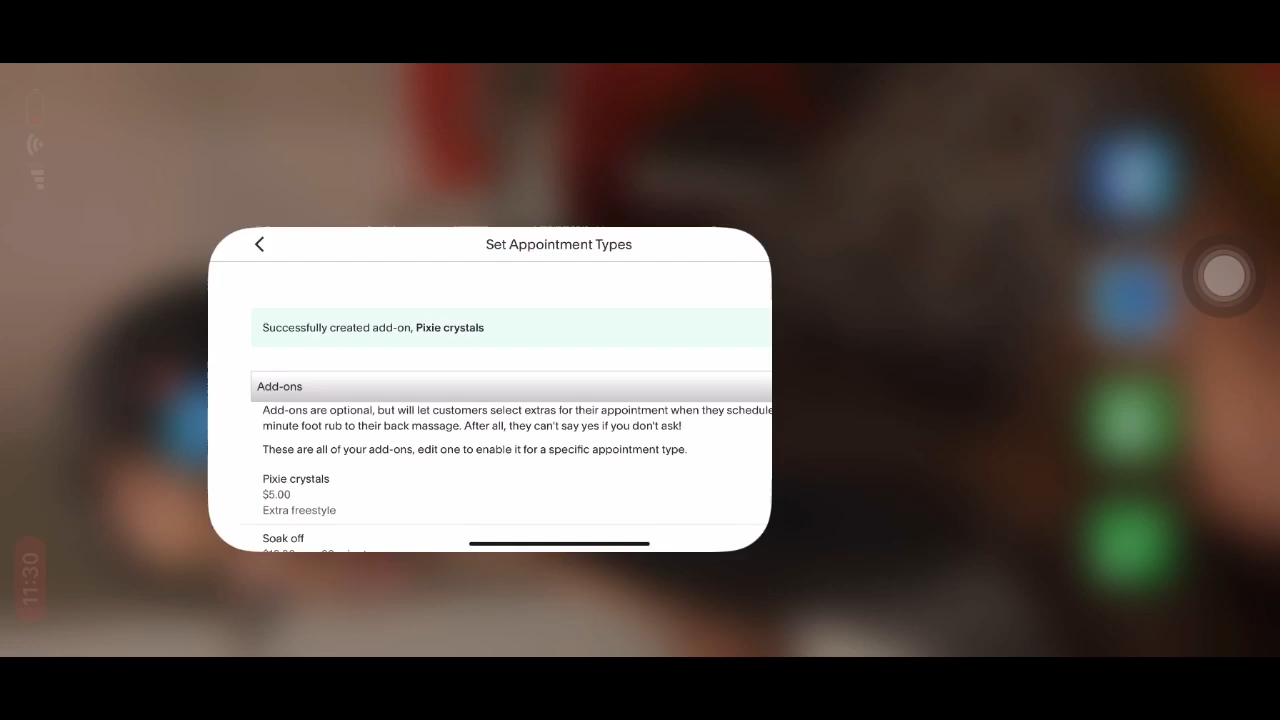 Set Appointment Types
Successfully created add-on, Pixie crystals
Add-ons
Add-ons are optional, but will let customers select extras for their appointment when they schedule
minute foot rub to their back massage. After all, they can't say yes if you don't ask!
These are all of your add-ons, edit one to enable it for a specific appointment type.
Pixie crystals
$5.00
Extra freestyle
Soak off
11:30